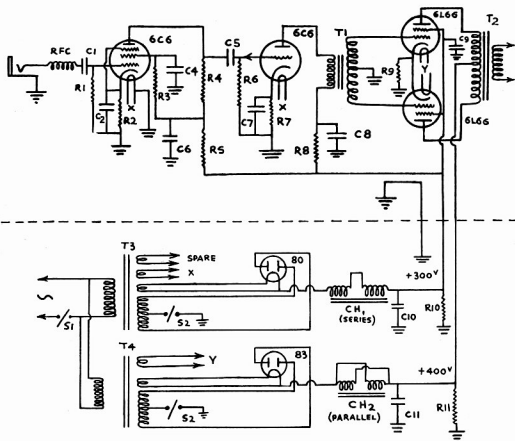 6C6 6C6 6L66 T2
RFC C1 C5 T1
C4 R4 R6 R9 Y C9
R1 R3
C2 R2 X C7 X R7 6L66
C6 R5 R8 C8
T3 80
SPARE
X +300V
S2 CH1 (SERIES) C10 R10
S1
T4 83
Y +400V
S2 CH2 (PARALLEL) C11 R11